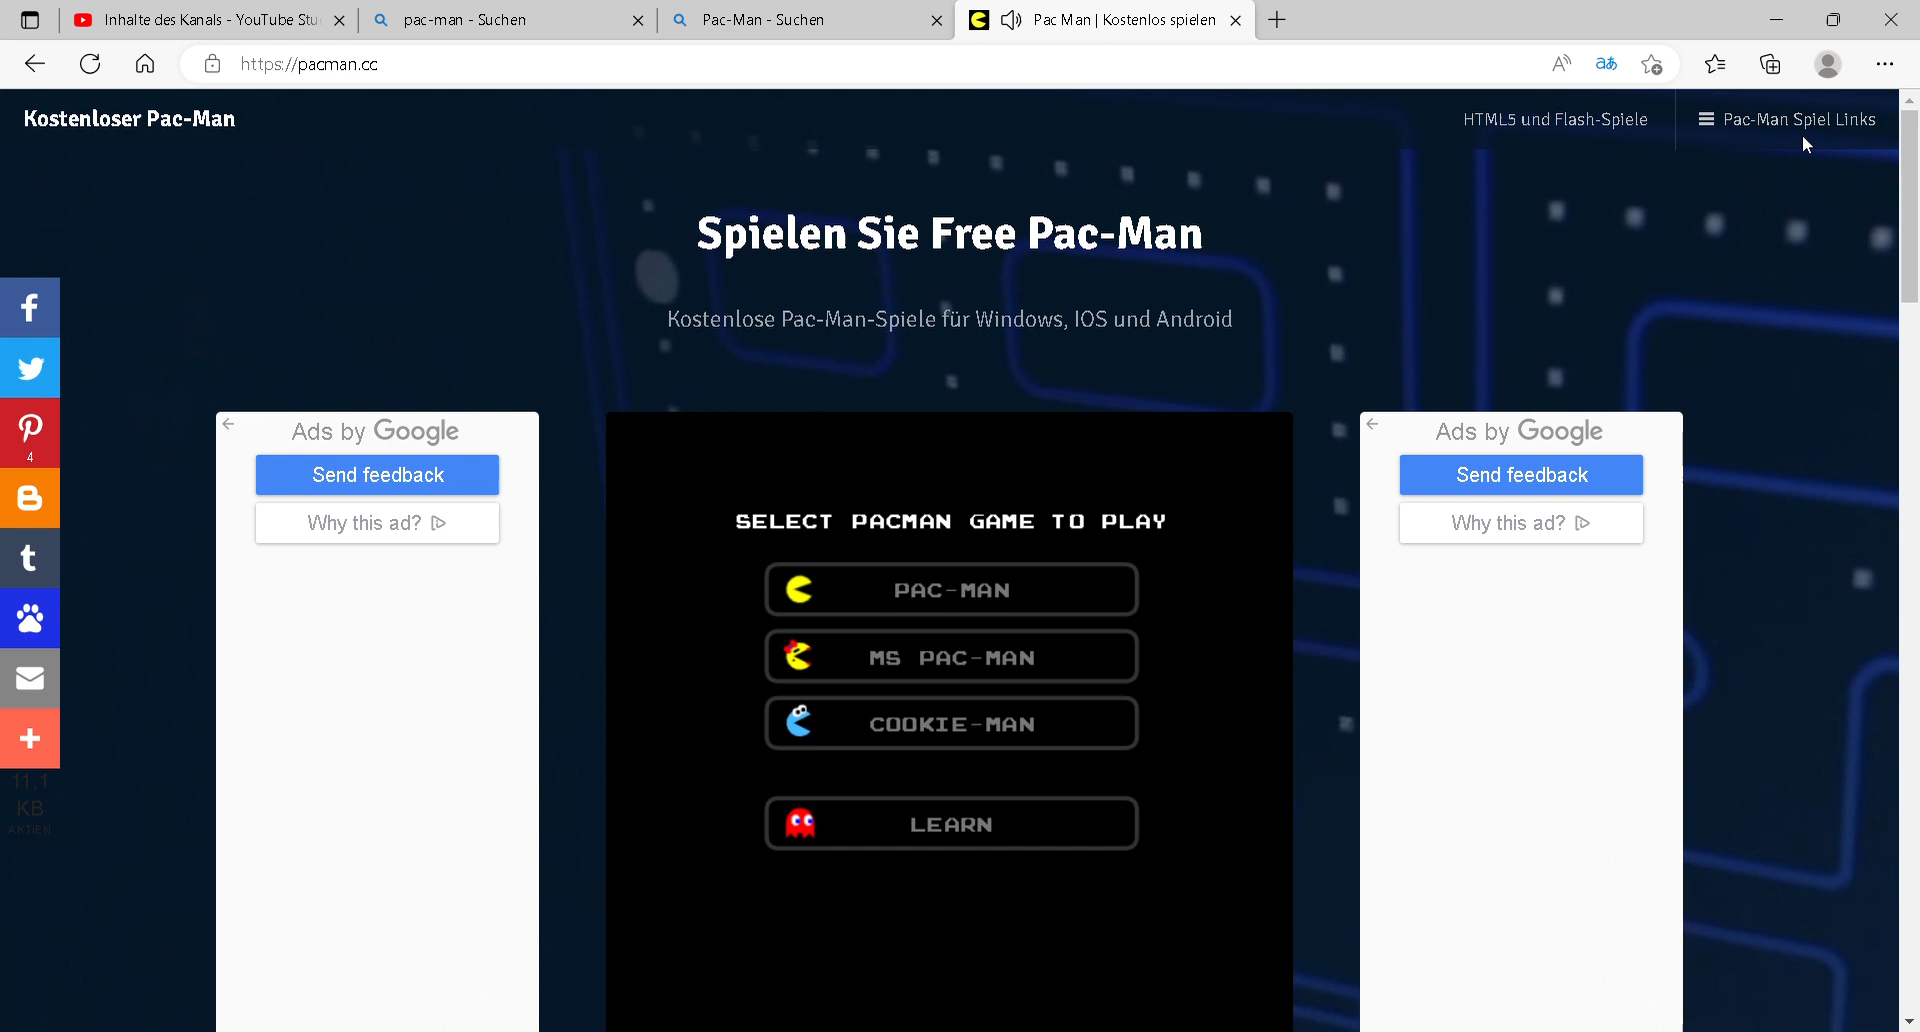 Inhalte des Kanals - YouTube Stu
pac-man - Suchen
Pac-Man - Suchen
Pac Man | Kostenlos spielen
https://pacman.cc
Kostenloser Pac-Man
HTML5 und Flash-Spiele
Pac-Man Spiel Links
Spielen Sie Free Pac-Man
Kostenlose Pac-Man-Spiele für Windows, IOS und Android
4
11,1
KB
AKTIEN
Ads by Google
Send feedback
Why this ad?
SELECT PACMAN GAME TO PLAY
PAC-MAN
MS PAC-MAN
COOKIE-MAN
LEARN
Ads by Google
Send feedback
Why this ad?